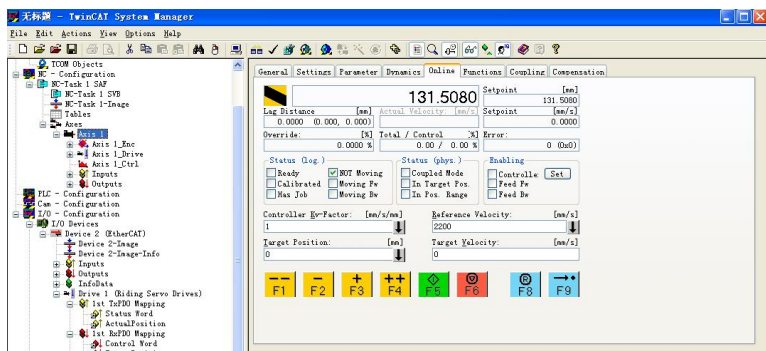 无标题 - TwinCAT System Manager
File Edit Actions View Options Help
TCOM Objects
NC - Configuration
NC-Task 1 SAF
NC-Task 1 SVB
NC-Task 1-Image
Tables
Axes
Axis 1
Axis 1_Enc
Axis 1_Drive
Axis 1_Ctrl
Inputs
Outputs
PLC - Configuration
Cam - Configuration
I/O - Configuration
I/O Devices
Device 2 (EtherCAT)
Device 2-Image
Device 2-Image-Info
Inputs
Outputs
InfoData
Drive 1 (Riding Servo Drives)
1st TxPDO Mapping
Status Word
ActualPosition
1st RxPDO Mapping
Control Word
General Settings Parameter Dynamics Online Functions Coupling Compensation
131.5080
Setpoint [mm]
131.5080
Lag Distance [mm] Actual Velocity: [mm/s] Setpoint [mm/s]
0.0000 (0.000, 0.000) 0.0000
Override: [%] Total / Control [%] Error:
0.0000 % 0.00 / 0.00 % 0 (0x0)
Status (log.) Status (phys.) Enabling
Ready NOT Moving Coupled Mode Controlle Set
Calibrated Moving Fw In Target Pos. Feed Fw
Has Job Moving Bw In Pos. Range Feed Bw
Controller Kv-Factor: [mm/s/mm] Reference Velocity: [mm/s]
1 2200
Target Position: [mm] Target Velocity: [mm/s]
0 0
-- - + ++
F1 F2 F3 F4 F5 F6 F8 F9